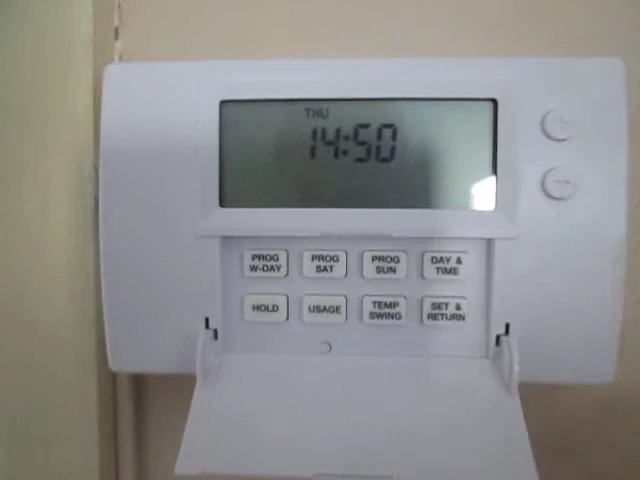 THU
14:50
PROG W-DAY
PROG SAT
PROG SUN
DAY & TIME
HOLD
USAGE
TEMP SWING
SET & RETURN